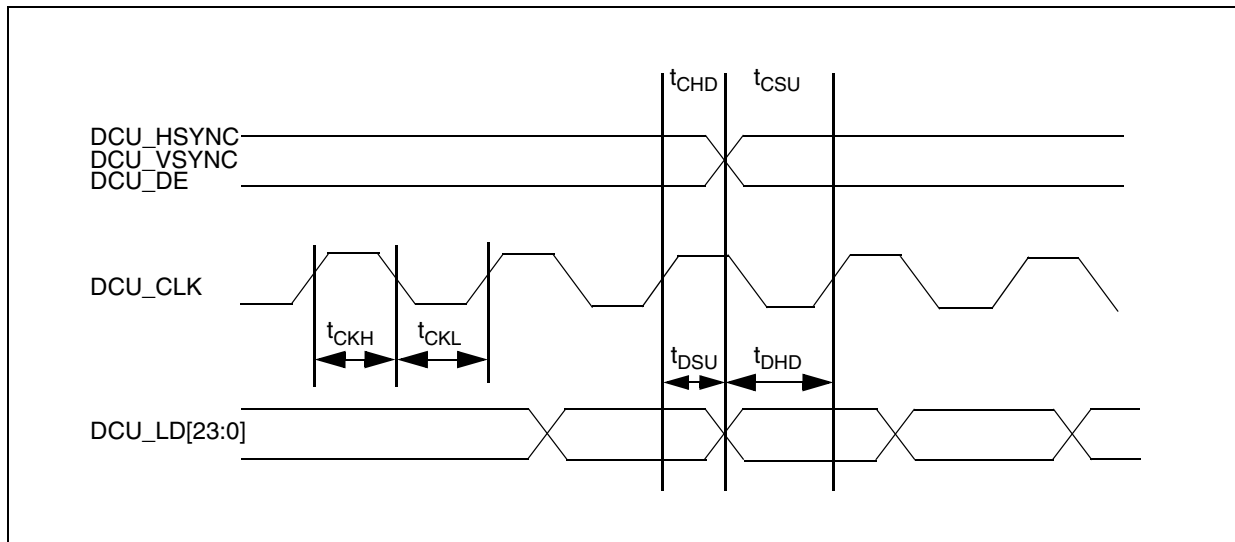 tCHD tCSU
DCU_HSYNC
DCU_VSYNC
DCU_DE
DCU_CLK
tCKH tCKL
tDSU tDHD
DCU_LD[23:0]